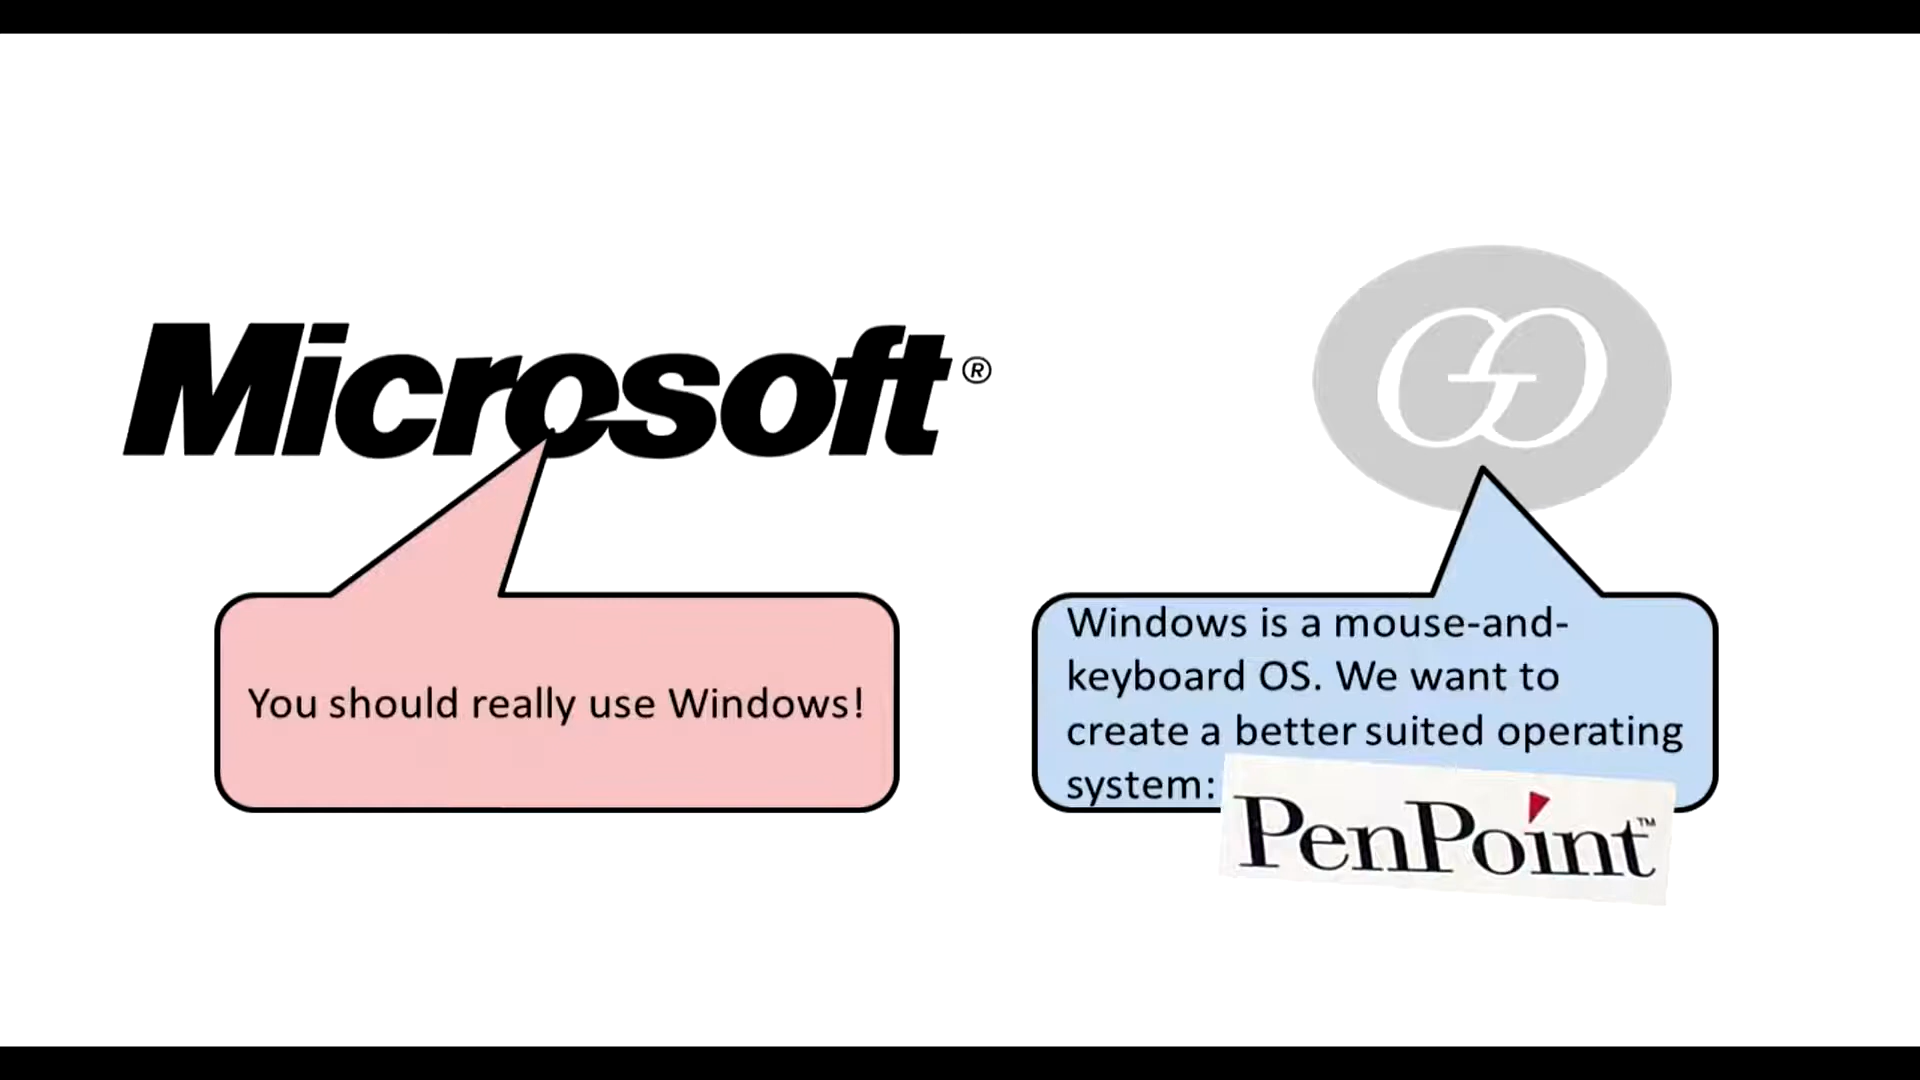 Microsoft®
GO
You should really use Windows!
Windows is a mouse-and-
keyboard OS. We want to
create a better suited operating
system:
PenPoint™